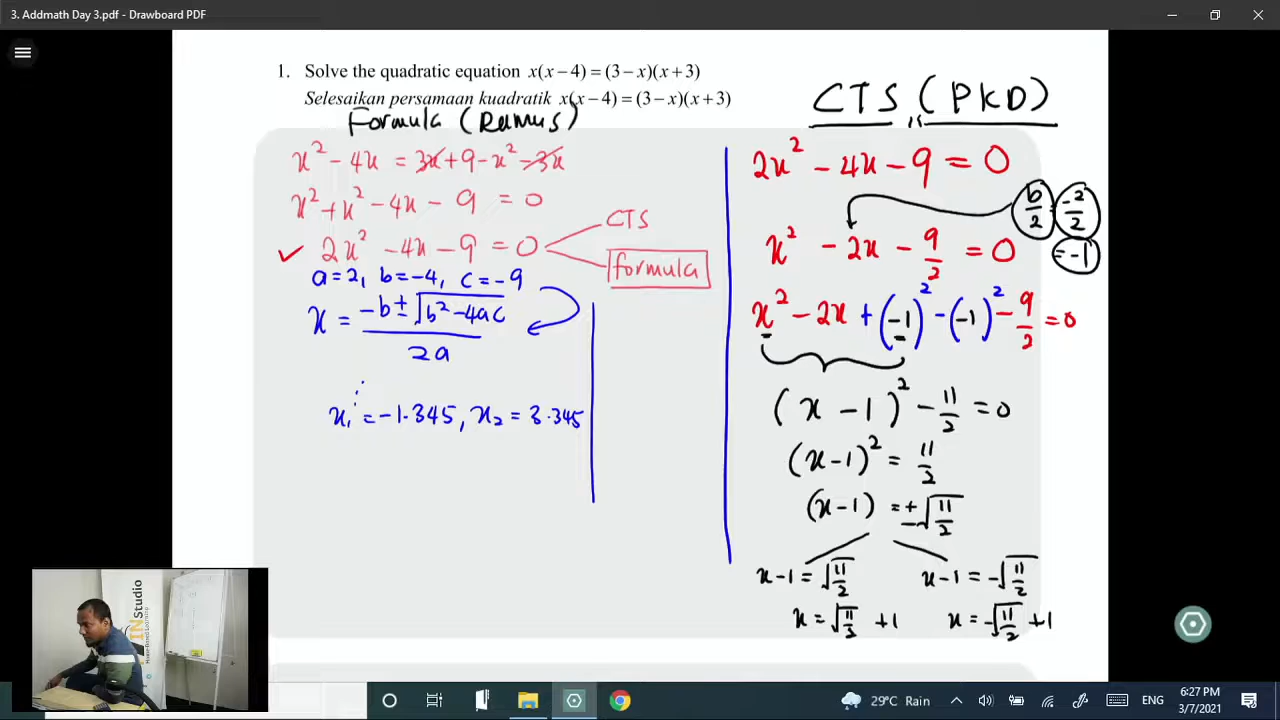 3. Addmath Day 3.pdf - Drawboard PDF
1. Solve the quadratic equation x(x − 4) = (3 − x)(x + 3)
Selesaikan persamaan kuadratik x(x − 4) = (3 − x)(x + 3)
Formula (Rumus)
x² − 4x = 3x + 9 − x² − 3x
x² + x² − 4x − 9 = 0
2x² − 4x − 9 = 0
CTS
formula
a = 2, b = −4, c = −9
x = (−b ± √(b² − 4ac)) / 2a
x₁ = −1.345, x₂ = 3.345
CTS (PKD)
2x² − 4x − 9 = 0
b/2 −2/2
= −1
x² − 2x − 9/2 = 0
x² − 2x + (−1)² − (−1)² − 9/2 = 0
(x − 1)² − 11/2 = 0
(x − 1)² = 11/2
(x − 1) = ±√(11/2)
x − 1 = √(11/2) x − 1 = −√(11/2)
x = √(11/2) + 1 x = −√(11/2) + 1
INStudio
29°C Rain
ENG
6:27 PM
3/7/2021